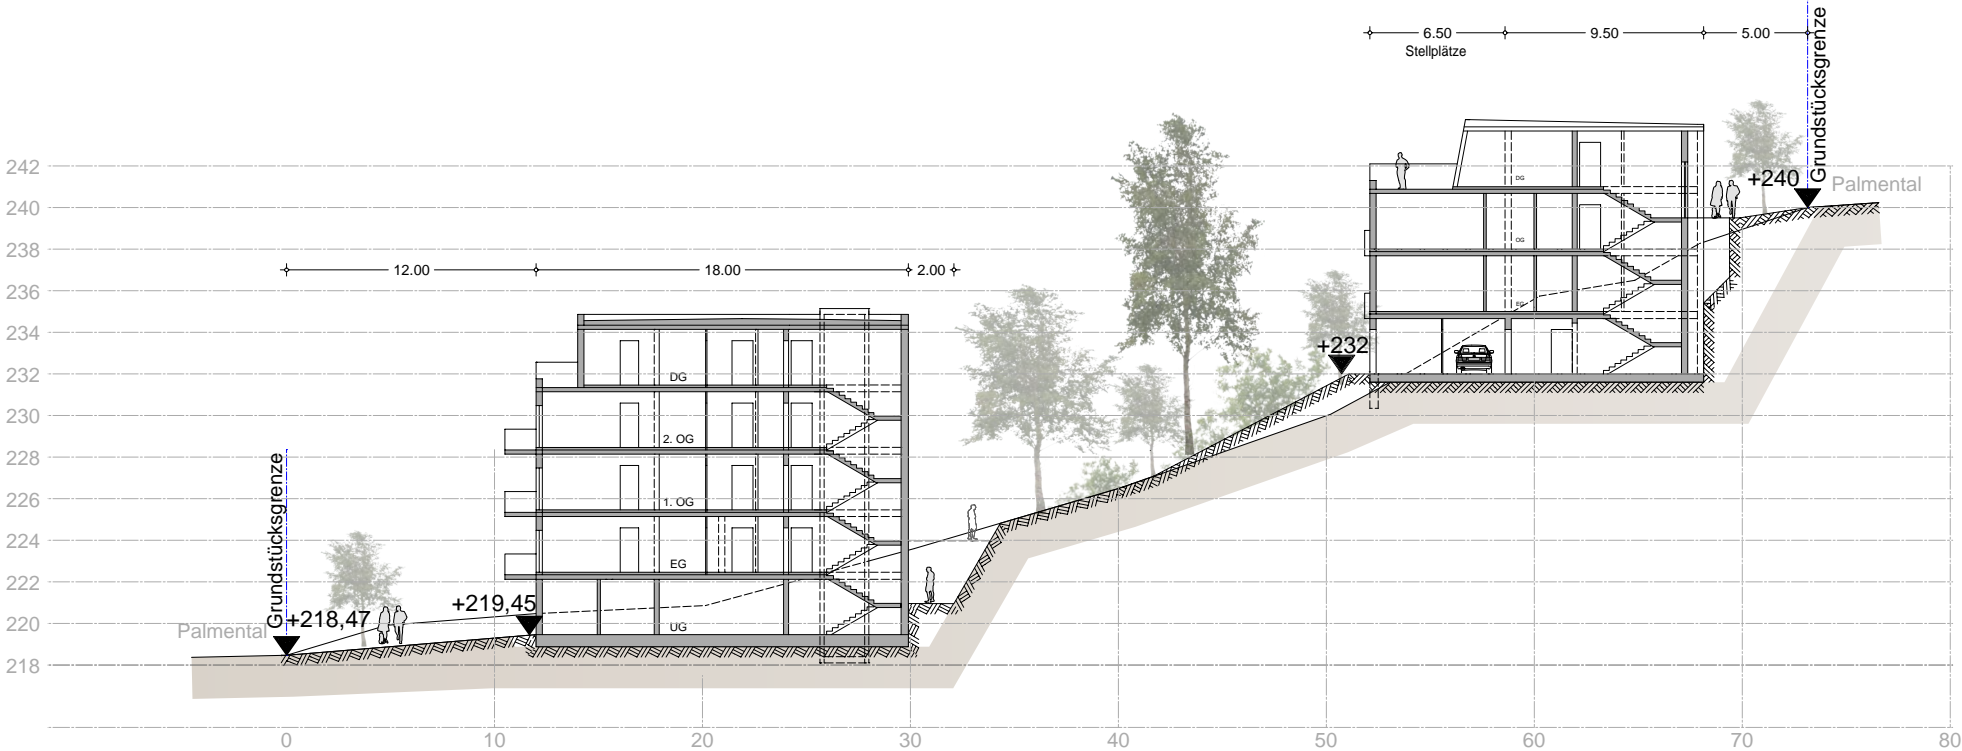 6.50
9.50
5.00
Stellplätze
Grundstücksgrenze
242
+240
Palmental
DG
240
238
OG
12.00
18.00
2.00
236
EG
234
+232
232
DG
230
2. OG
228
Grundstücksgrenze
226
1. OG
224
EG
222
+218,47
+219,45
220
Palmental
UG
218
0
10
20
30
40
50
60
70
80